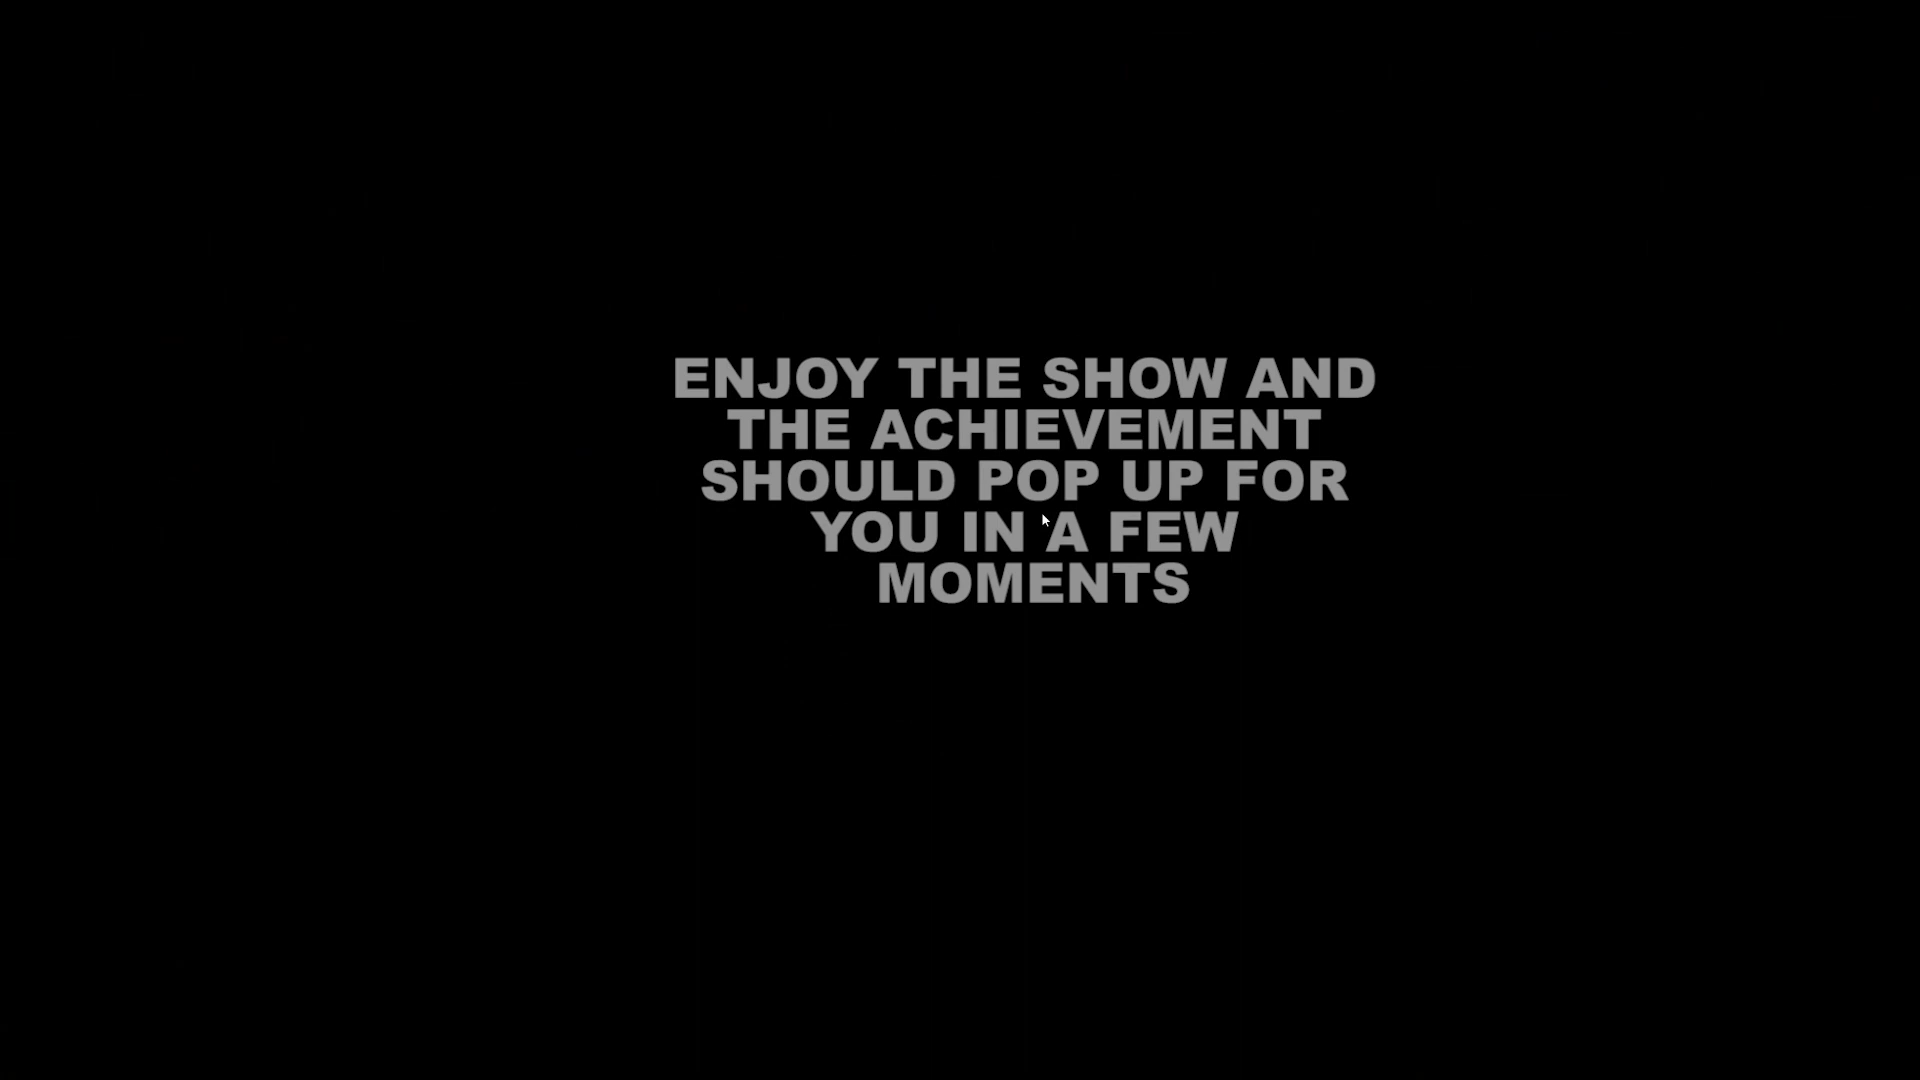 ENJOY THE SHOW AND
THE ACHIEVEMENT
SHOULD POP UP FOR
YOU IN A FEW
MOMENTS